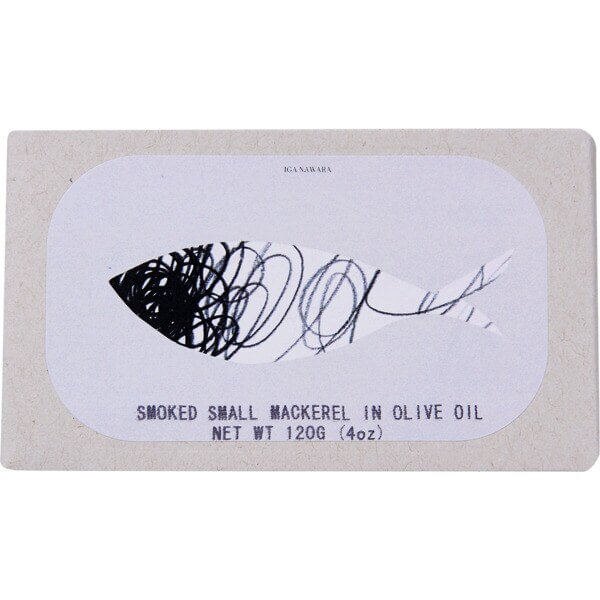 IGA NAWARA
SMOKED SMALL MACKEREL IN OLIVE OIL
NET WT 120G (4oz)